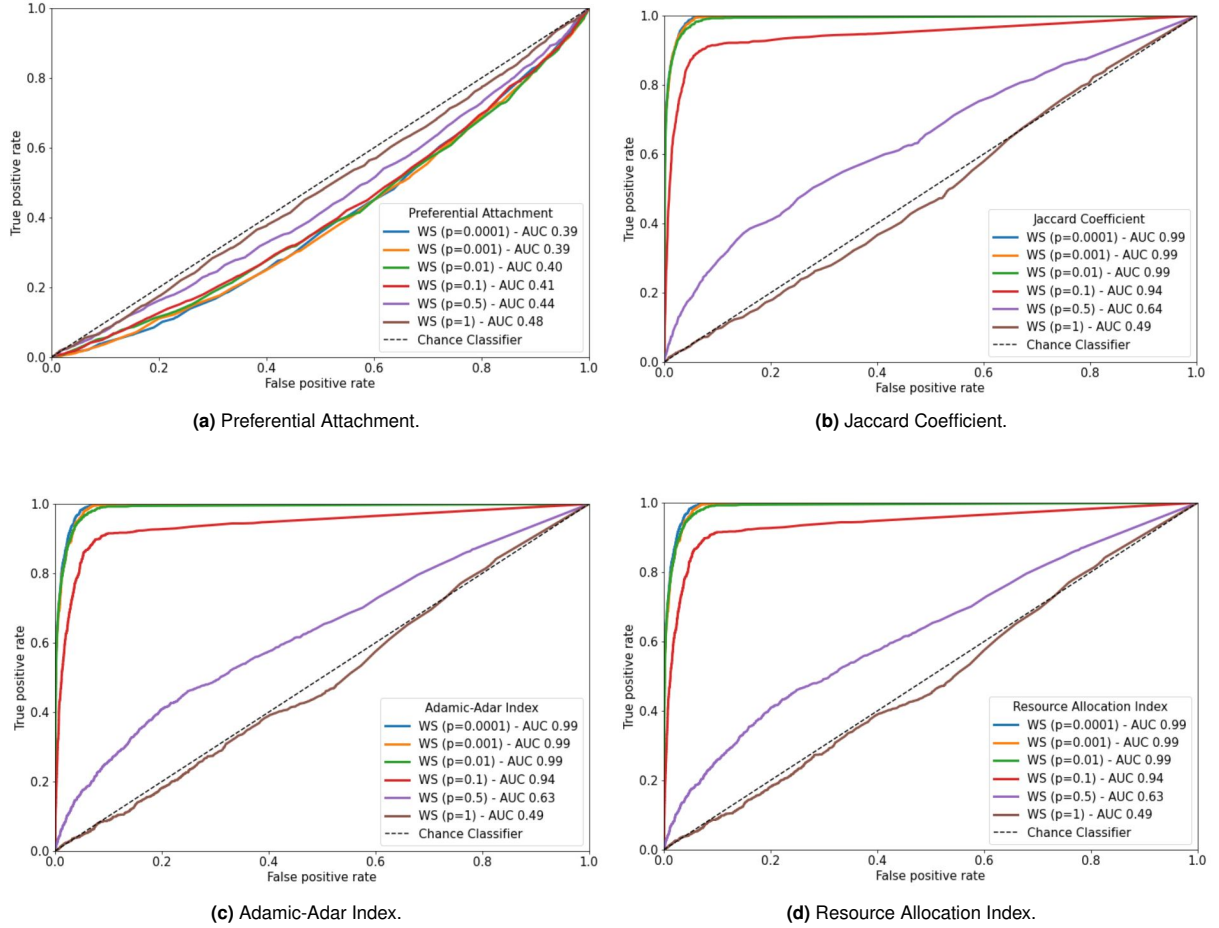 1.0
0.8
0.6
0.4
0.2
0.0
0.0
0.2
0.4
0.6
0.8
1.0
True positive rate
False positive rate
Preferential Attachment
WS (p=0.0001) - AUC 0.39
WS (p=0.001) - AUC 0.39
WS (p=0.01) - AUC 0.40
WS (p=0.1) - AUC 0.41
WS (p=0.5) - AUC 0.44
WS (p=1) - AUC 0.48
Chance Classifier
(a) Preferential Attachment.
1.0
0.8
0.6
0.4
0.2
0.0
0.0
0.2
0.4
0.6
0.8
1.0
True positive rate
False positive rate
Jaccard Coefficient
WS (p=0.0001) - AUC 0.99
WS (p=0.001) - AUC 0.99
WS (p=0.01) - AUC 0.99
WS (p=0.1) - AUC 0.94
WS (p=0.5) - AUC 0.64
WS (p=1) - AUC 0.49
Chance Classifier
(b) Jaccard Coefficient.
1.0
0.8
0.6
0.4
0.2
0.0
0.0
0.2
0.4
0.6
0.8
1.0
True positive rate
False positive rate
Adamic-Adar Index
WS (p=0.0001) - AUC 0.99
WS (p=0.001) - AUC 0.99
WS (p=0.01) - AUC 0.99
WS (p=0.1) - AUC 0.94
WS (p=0.5) - AUC 0.63
WS (p=1) - AUC 0.49
Chance Classifier
(c) Adamic-Adar Index.
1.0
0.8
0.6
0.4
0.2
0.0
0.0
0.2
0.4
0.6
0.8
1.0
True positive rate
False positive rate
Resource Allocation Index
WS (p=0.0001) - AUC 0.99
WS (p=0.001) - AUC 0.99
WS (p=0.01) - AUC 0.99
WS (p=0.1) - AUC 0.94
WS (p=0.5) - AUC 0.63
WS (p=1) - AUC 0.49
Chance Classifier
(d) Resource Allocation Index.